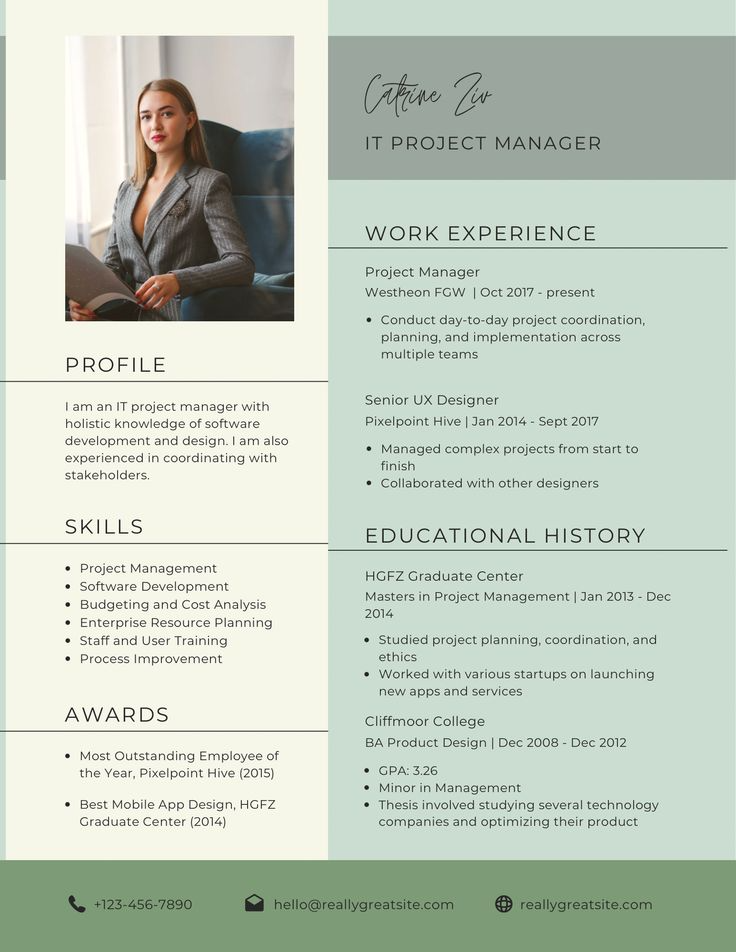 Catrine Ziv
IT PROJECT MANAGER
PROFILE
I am an IT project manager with
holistic knowledge of software
development and design. I am also
experienced in coordinating with
stakeholders.
SKILLS
• Project Management
• Software Development
• Budgeting and Cost Analysis
• Enterprise Resource Planning
• Staff and User Training
• Process Improvement
AWARDS
• Most Outstanding Employee of
the Year, Pixelpoint Hive (2015)
• Best Mobile App Design, HGFZ
Graduate Center (2014)
WORK EXPERIENCE
Project Manager
Westheon FGW | Oct 2017 - present
• Conduct day-to-day project coordination,
planning, and implementation across
multiple teams
Senior UX Designer
Pixelpoint Hive | Jan 2014 - Sept 2017
• Managed complex projects from start to
finish
• Collaborated with other designers
EDUCATIONAL HISTORY
HGFZ Graduate Center
Masters in Project Management | Jan 2013 - Dec
2014
• Studied project planning, coordination, and
ethics
• Worked with various startups on launching
new apps and services
Cliffmoor College
BA Product Design | Dec 2008 - Dec 2012
• GPA: 3.26
• Minor in Management
• Thesis involved studying several technology
companies and optimizing their product
+123-456-7890
hello@reallygreatsite.com
reallygreatsite.com